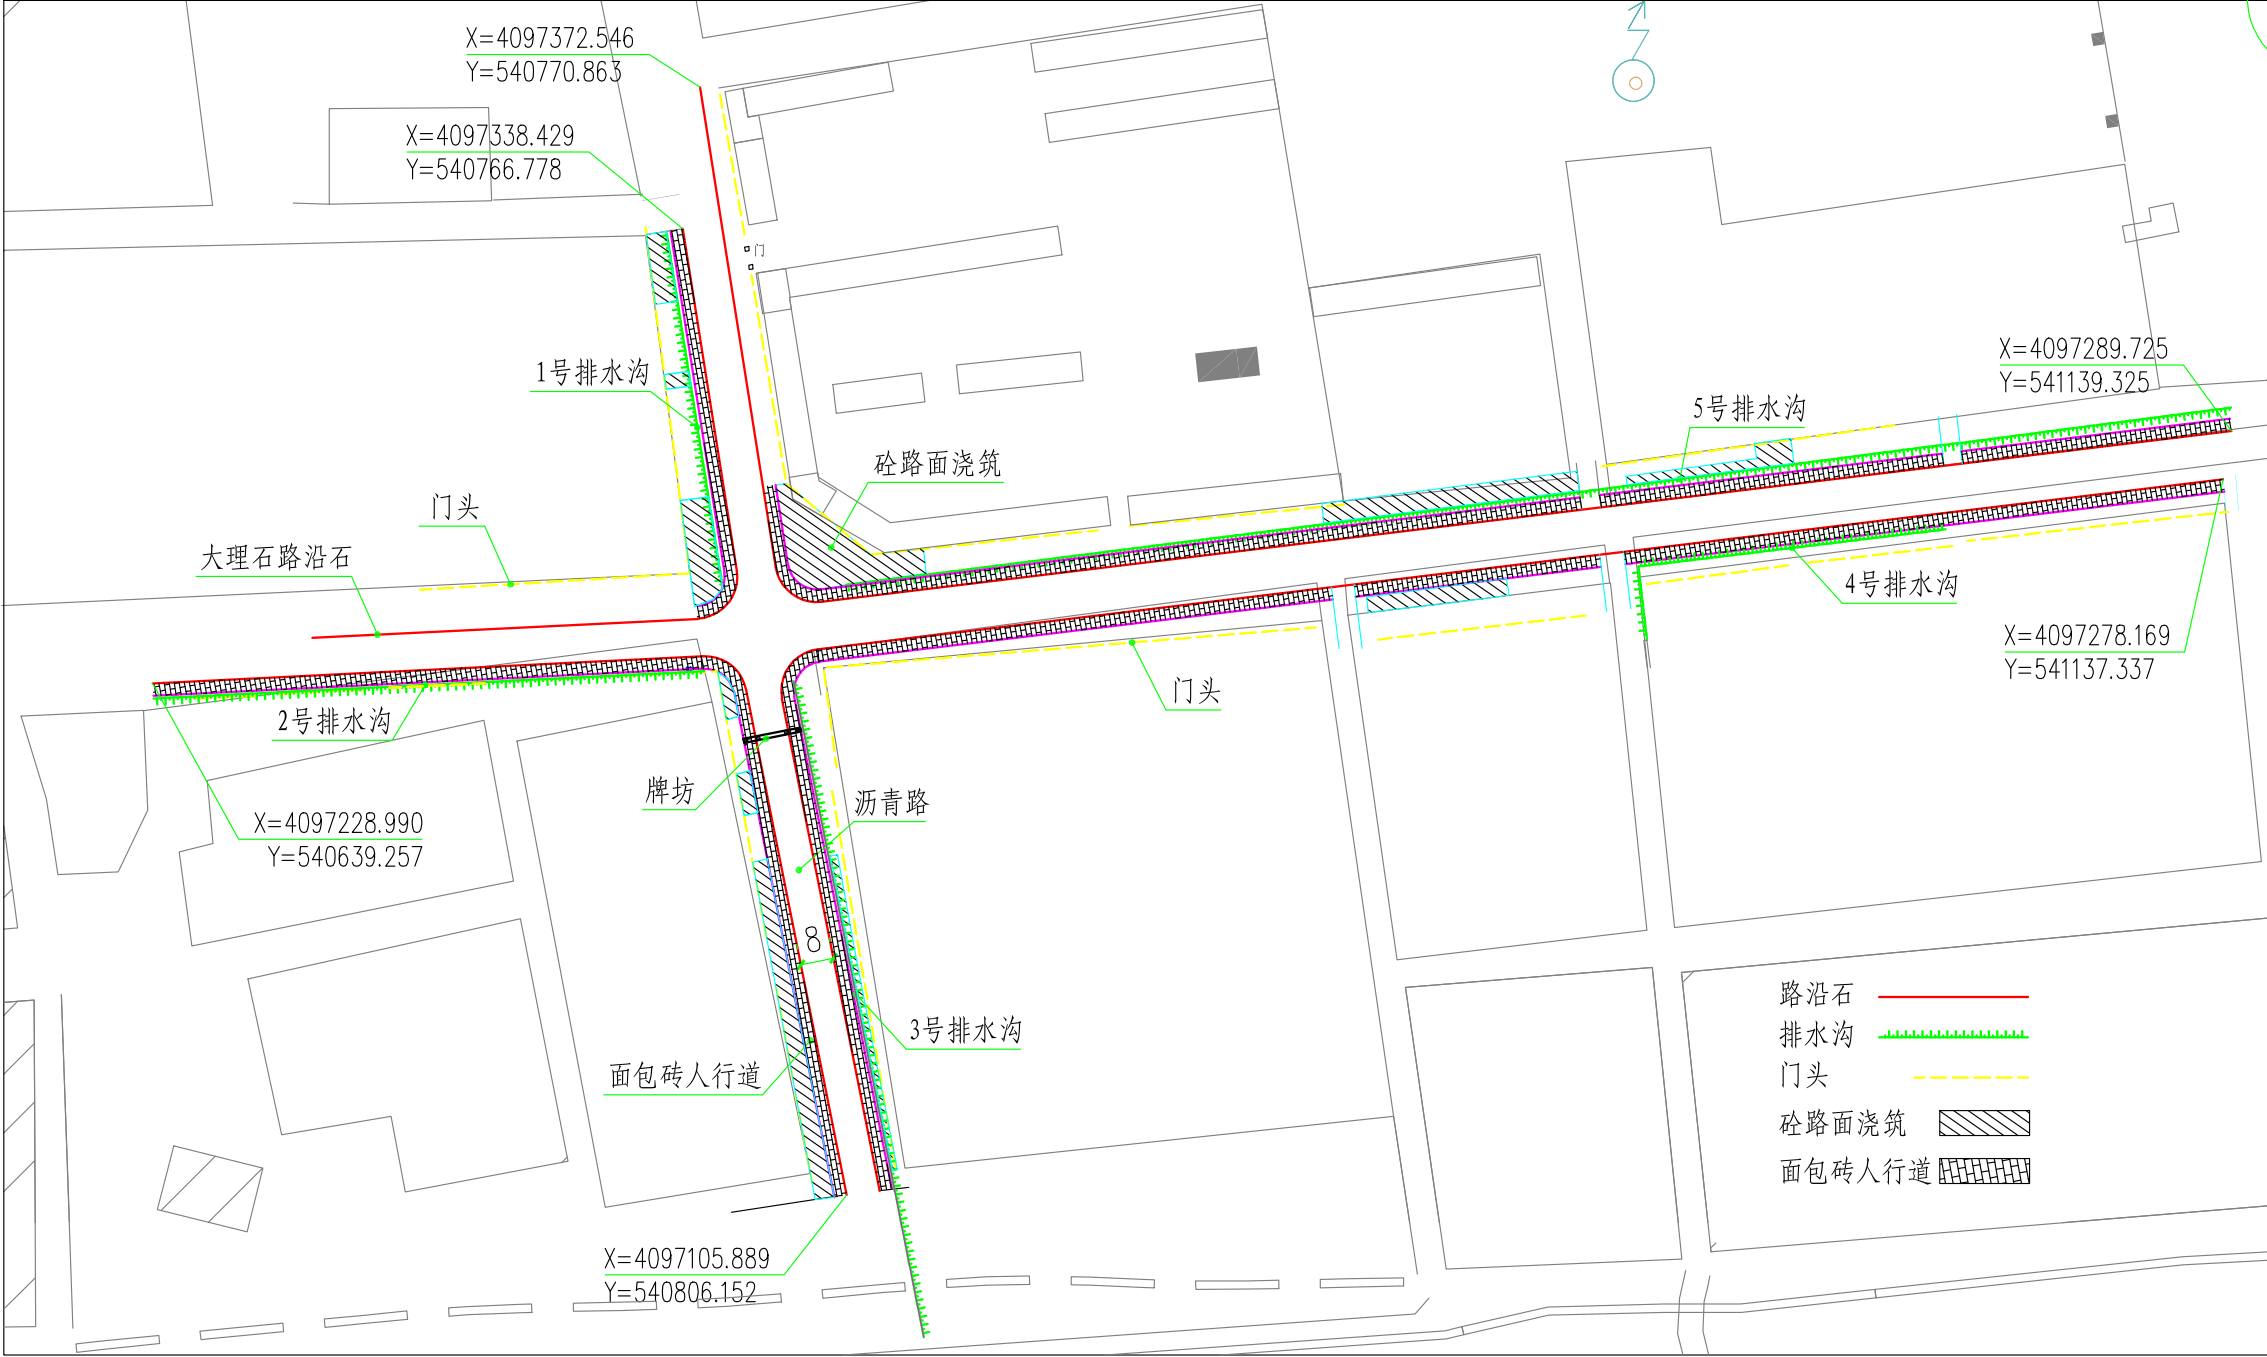 X=4097372.546
Y=540770.863
X=4097338.429
Y=540766.778
门
1号排水沟
X=4097289.725
Y=541139.325
5号排水沟
砼路面浇筑
门头
大理石路沿石
4号排水沟
X=4097278.169
Y=541137.337
门头
2号排水沟
牌坊
沥青路
X=4097228.990
Y=540639.257
8
3号排水沟
面包砖人行道
X=4097105.889
Y=540806.152
路沿石
排水沟
门头
砼路面浇筑
面包砖人行道